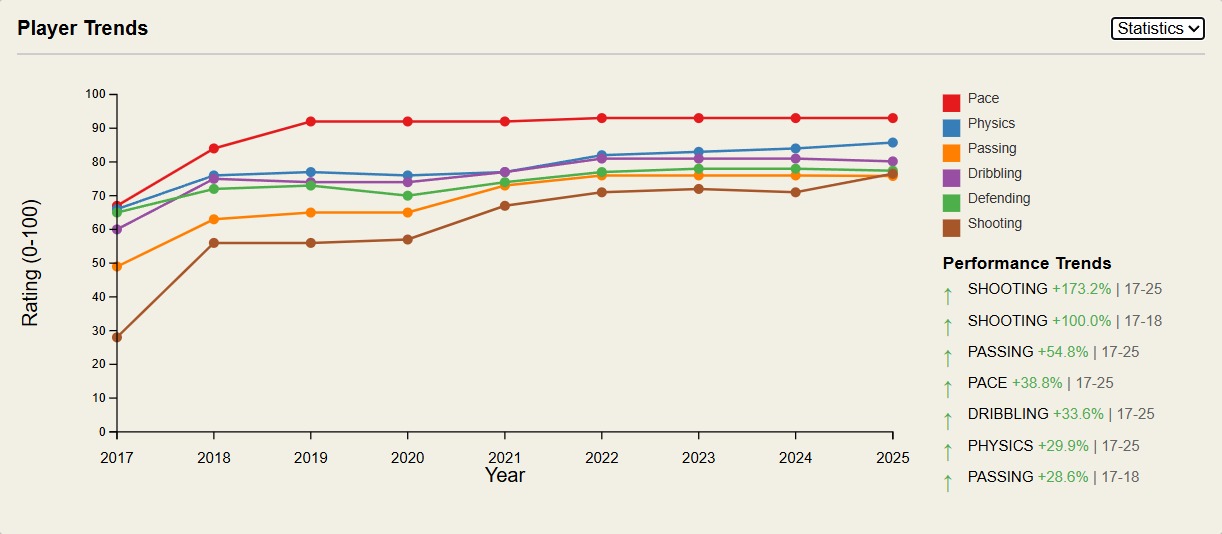 Player Trends
Statistics
100
90
80
70
60
50
40
30
20
10
0
Rating (0-100)
2017 2018 2019 2020 2021 2022 2023 2024 2025
Year
Pace
Physics
Passing
Dribbling
Defending
Shooting
Performance Trends
↑ SHOOTING +173.2% | 17-25
↑ SHOOTING +100.0% | 17-18
↑ PASSING +54.8% | 17-25
↑ PACE +38.8% | 17-25
↑ DRIBBLING +33.6% | 17-25
↑ PHYSICS +29.9% | 17-25
↑ PASSING +28.6% | 17-18